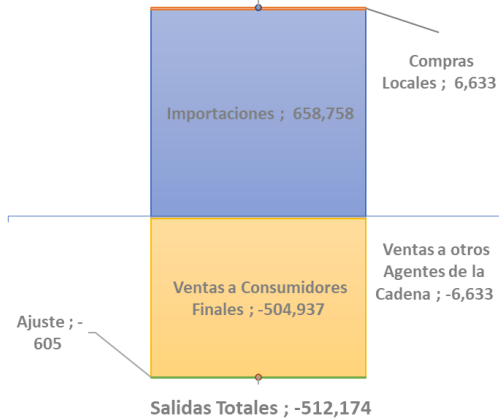 Compras
Locales ; 6,633
Importaciones ; 658,758
Ventas a otros
Agentes de la
Cadena ; -6,633
Ventas a Consumidores
Finales ; -504,937
Ajuste ; -
605
Salidas Totales ; -512,174